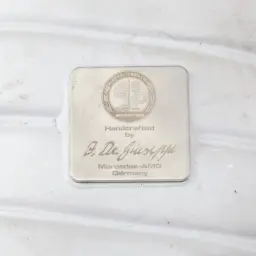 Handcrafted
by
D. De Giuseppe
Mercedes-AMG
Germany